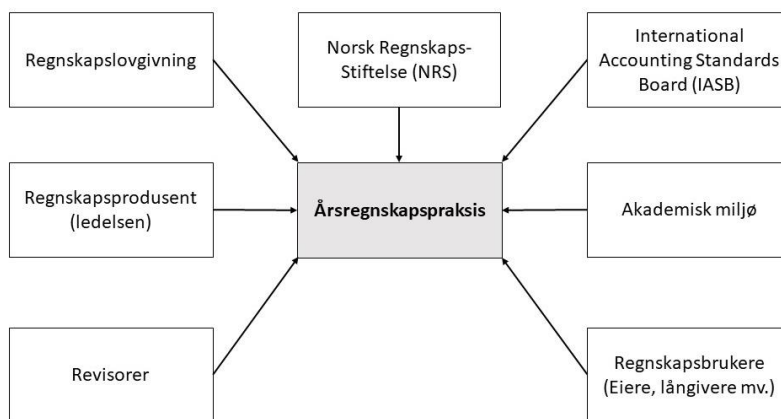 Regnskapslovgivning
Norsk Regnskaps-
Stiftelse (NRS)
International
Accounting Standards
Board (IASB)
Regnskapsprodusent
(ledelsen)
Årsregnskapspraksis
Akademisk miljø
Revisorer
Regnskapsbrukere
(Eiere, långivere mv.)